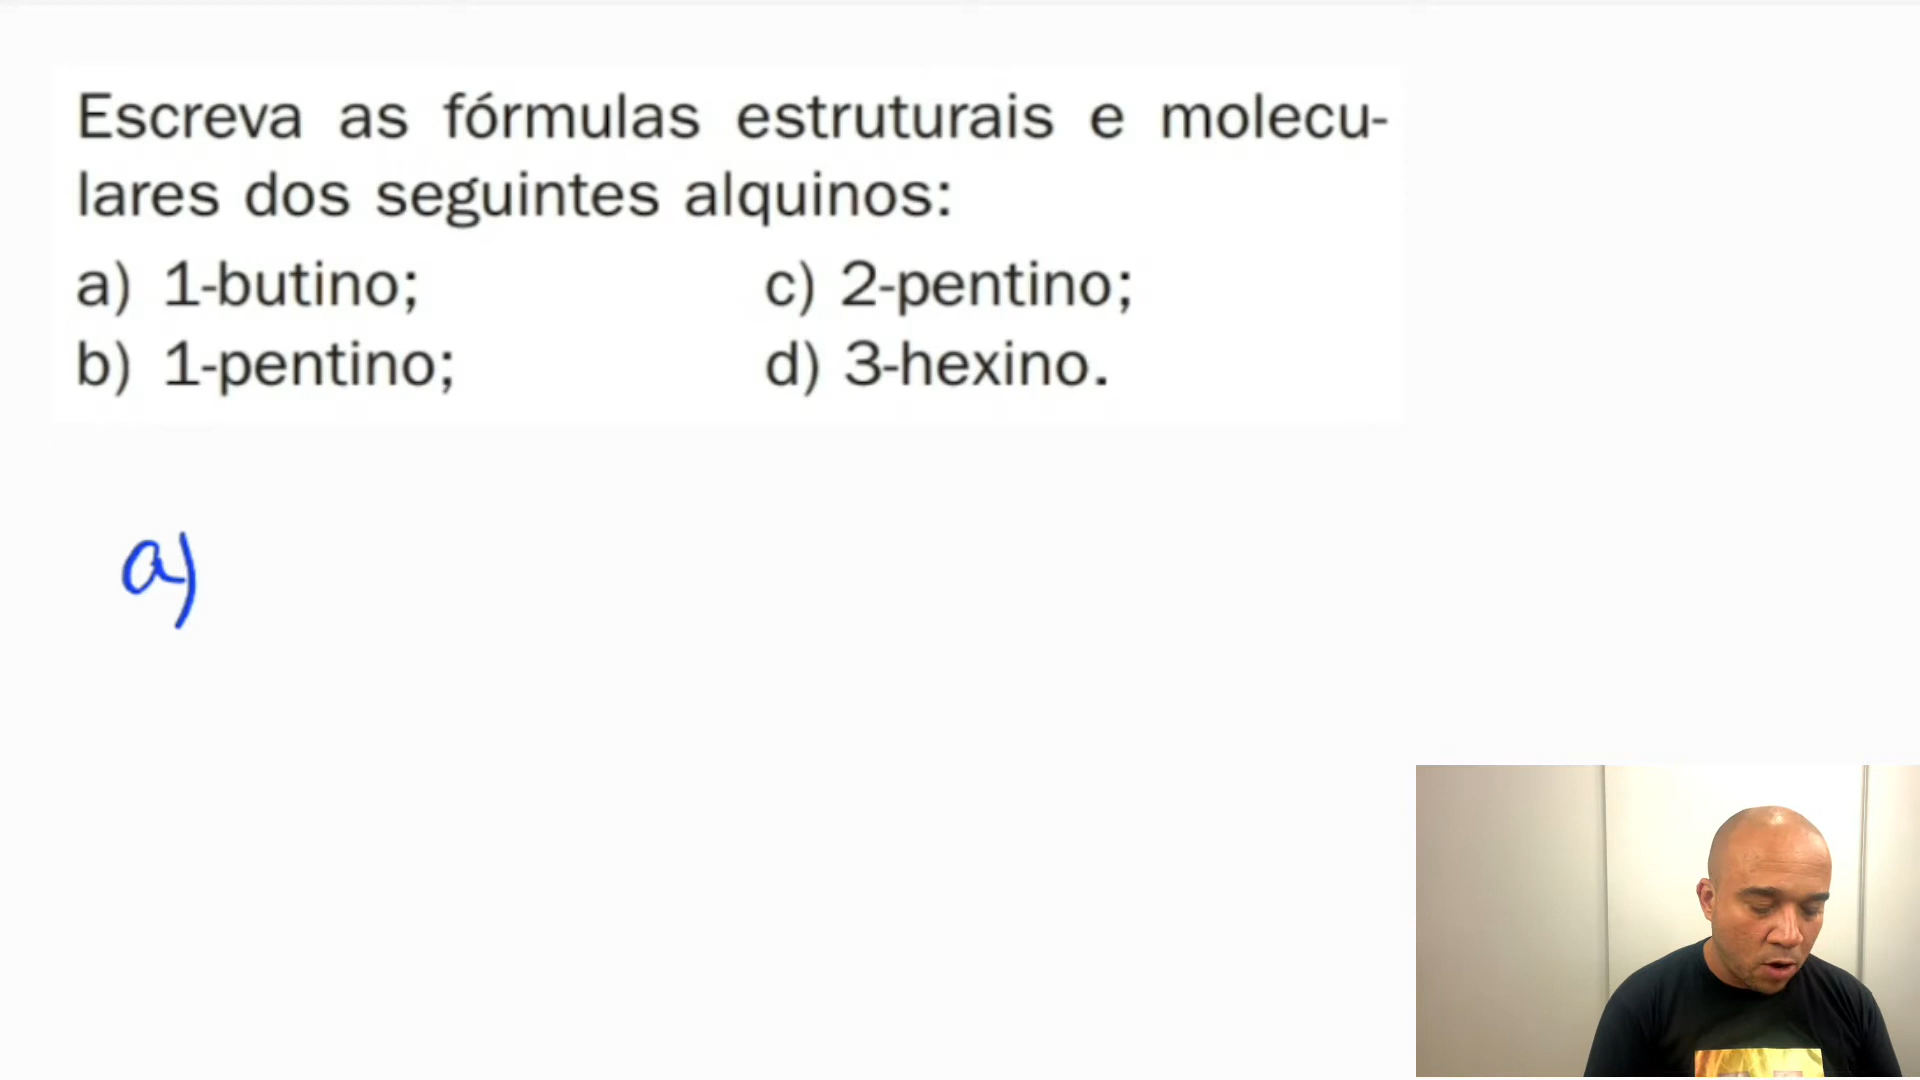 Escreva as fórmulas estruturais e molecu-
lares dos seguintes alquinos:
a) 1-butino; c) 2-pentino;
b) 1-pentino; d) 3-hexino.
a)